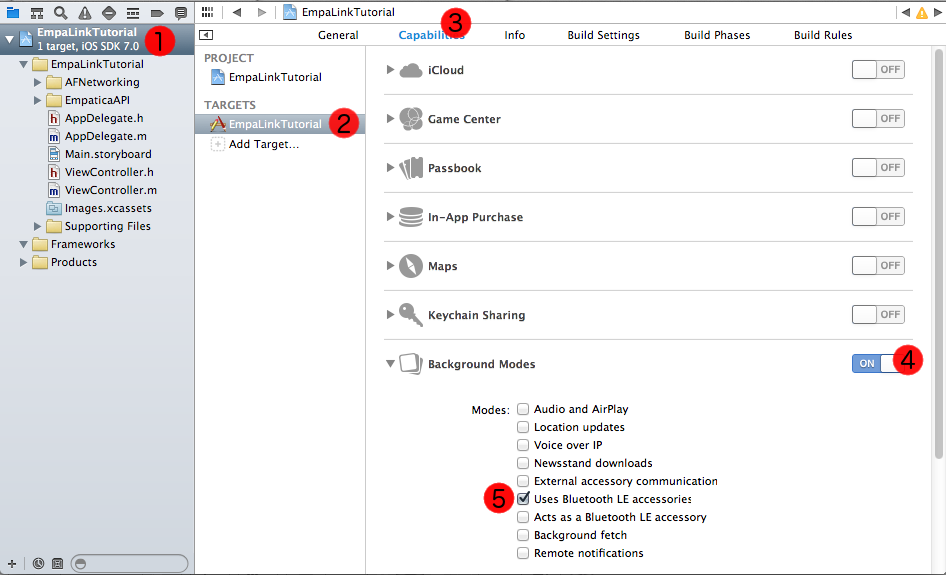 EmpaLinkTutorial
EmpaLinkTutorial
1 target, iOS SDK 7.0
1
EmpaLinkTutorial
AFNetworking
EmpaticaAPI
h AppDelegate.h
m AppDelegate.m
Main.storyboard
h ViewController.h
m ViewController.m
Images.xcassets
Supporting Files
Frameworks
Products
3
General Capabilities Info Build Settings Build Phases Build Rules
PROJECT
EmpaLinkTutorial
TARGETS
EmpaLinkTutorial 2
Add Target...
iCloud OFF
Game Center OFF
Passbook OFF
In-App Purchase OFF
Maps OFF
Keychain Sharing OFF
Background Modes ON 4
Modes: Audio and AirPlay
Location updates
Voice over IP
Newsstand downloads
External accessory communication
5 Uses Bluetooth LE accessories
Acts as a Bluetooth LE accessory
Background fetch
Remote notifications